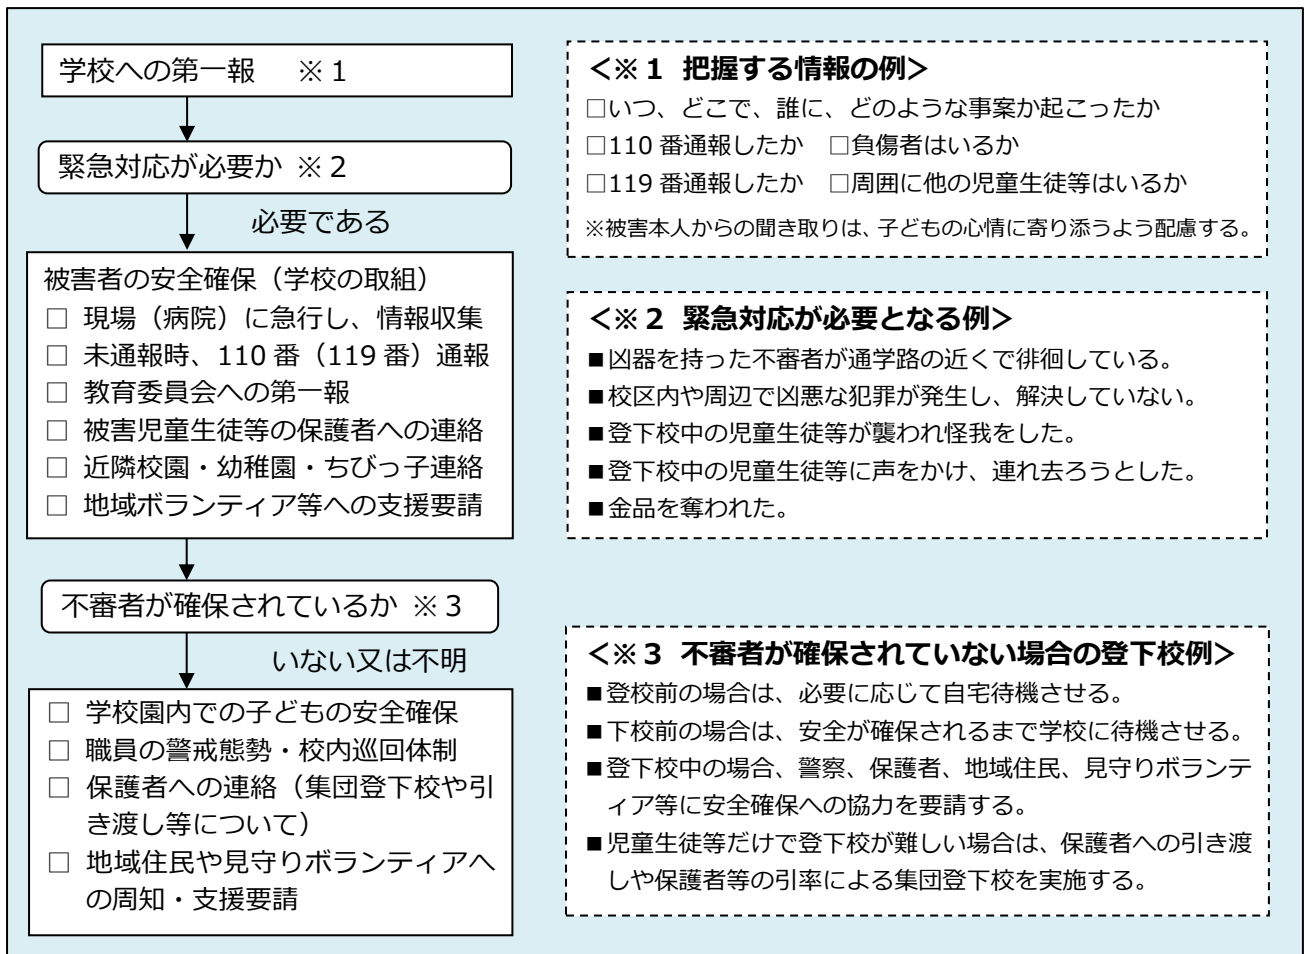 学校への第一報　※１
緊急対応が必要か ※２
必要である
被害者の安全確保（学校の取組）
□ 現場（病院）に急行し、情報収集
□ 未通報時、110 番（119 番）通報
□ 教育委員会への第一報
□ 被害児童生徒等の保護者への連絡
□ 近隣校園・幼稚園・ちびっ子連絡
□ 地域ボランティア等への支援要請
不審者が確保されているか ※３
いない又は不明
□ 学校園内での子どもの安全確保
□ 職員の警戒態勢・校内巡回体制
□ 保護者への連絡（集団登下校や引
き渡し等について）
□ 地域住民や見守りボランティアへ
の周知・支援要請
＜※１ 把握する情報の例＞
□いつ、どこで、誰に、どのような事案か起こったか
□110 番通報したか　□負傷者はいるか
□119 番通報したか　□周囲に他の児童生徒等はいるか
※被害本人からの聞き取りは、子どもの心情に寄り添うよう配慮する。
＜※２ 緊急対応が必要となる例＞
■凶器を持った不審者が通学路の近くで徘徊している。
■校区内や周辺で凶悪な犯罪が発生し、解決していない。
■登下校中の児童生徒等が襲われ怪我をした。
■登下校中の児童生徒等に声をかけ、連れ去ろうとした。
■金品を奪われた。
＜※３ 不審者が確保されていない場合の登下校例＞
■登校前の場合は、必要に応じて自宅待機させる。
■下校前の場合は、安全が確保されるまで学校に待機させる。
■登下校中の場合、警察、保護者、地域住民、見守りボランテ
ィア等に安全確保への協力を要請する。
■児童生徒等だけで登下校が難しい場合は、保護者への引き渡
しや保護者等の引率による集団登下校を実施する。